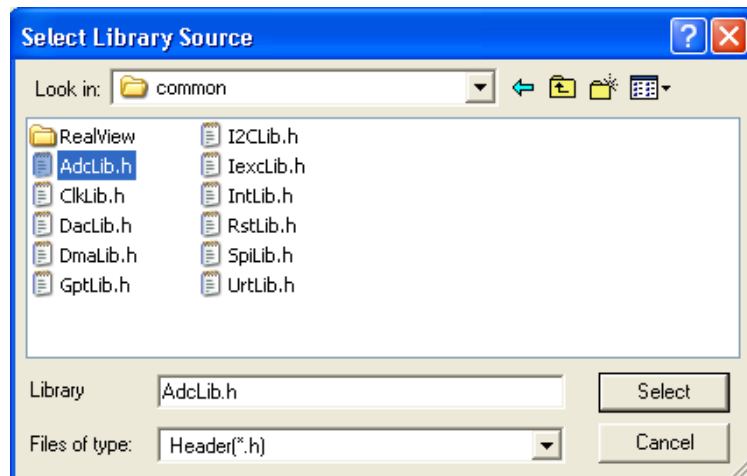 Select Library Source
Look in: common
RealView
AdcLib.h
ClkLib.h
DacLib.h
DmaLib.h
GptLib.h
I2CLib.h
IexcLib.h
IntLib.h
RstLib.h
SpiLib.h
UrtLib.h
Library AdcLib.h Select
Files of type: Header(*.h) Cancel